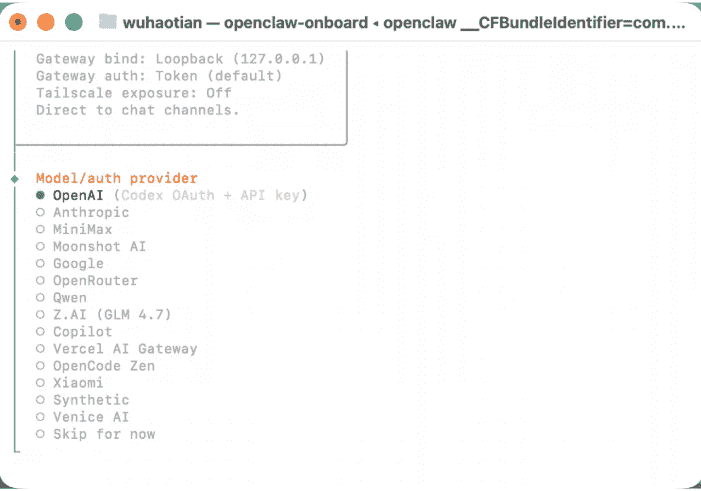 wuhaotian — openclaw-onboard ◂ openclaw __CFBundleIdentifier=com....
Gateway bind: Loopback (127.0.0.1)
Gateway auth: Token (default)
Tailscale exposure: Off
Direct to chat channels.
Model/auth provider
OpenAI (Codex OAuth + API key)
Anthropic
MiniMax
Moonshot AI
Google
OpenRouter
Qwen
Z.AI (GLM 4.7)
Copilot
Vercel AI Gateway
OpenCode Zen
Xiaomi
Synthetic
Venice AI
Skip for now